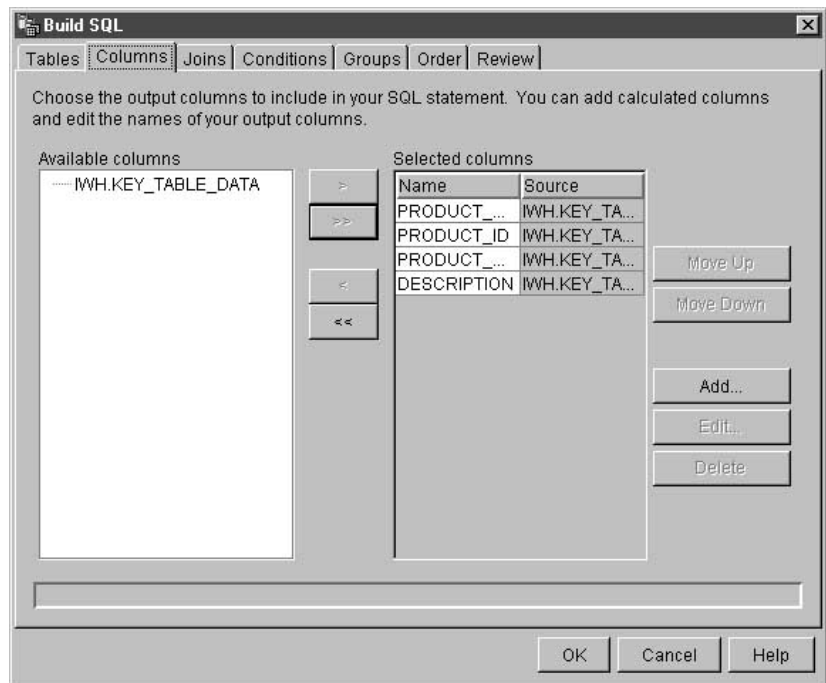 Build SQL
Tables Columns Joins Conditions Groups Order Review
Choose the output columns to include in your SQL statement. You can add calculated columns
and edit the names of your output columns.
Available columns
IWH.KEY_TABLE_DATA
>
>>
<
<<
Selected columns
Name Source
PRODUCT_... IWH.KEY_TA...
PRODUCT_ID IWH.KEY_TA...
PRODUCT_... IWH.KEY_TA...
DESCRIPTION IWH.KEY_TA...
Move Up
Move Down
Add...
Edit...
Delete
OK Cancel Help